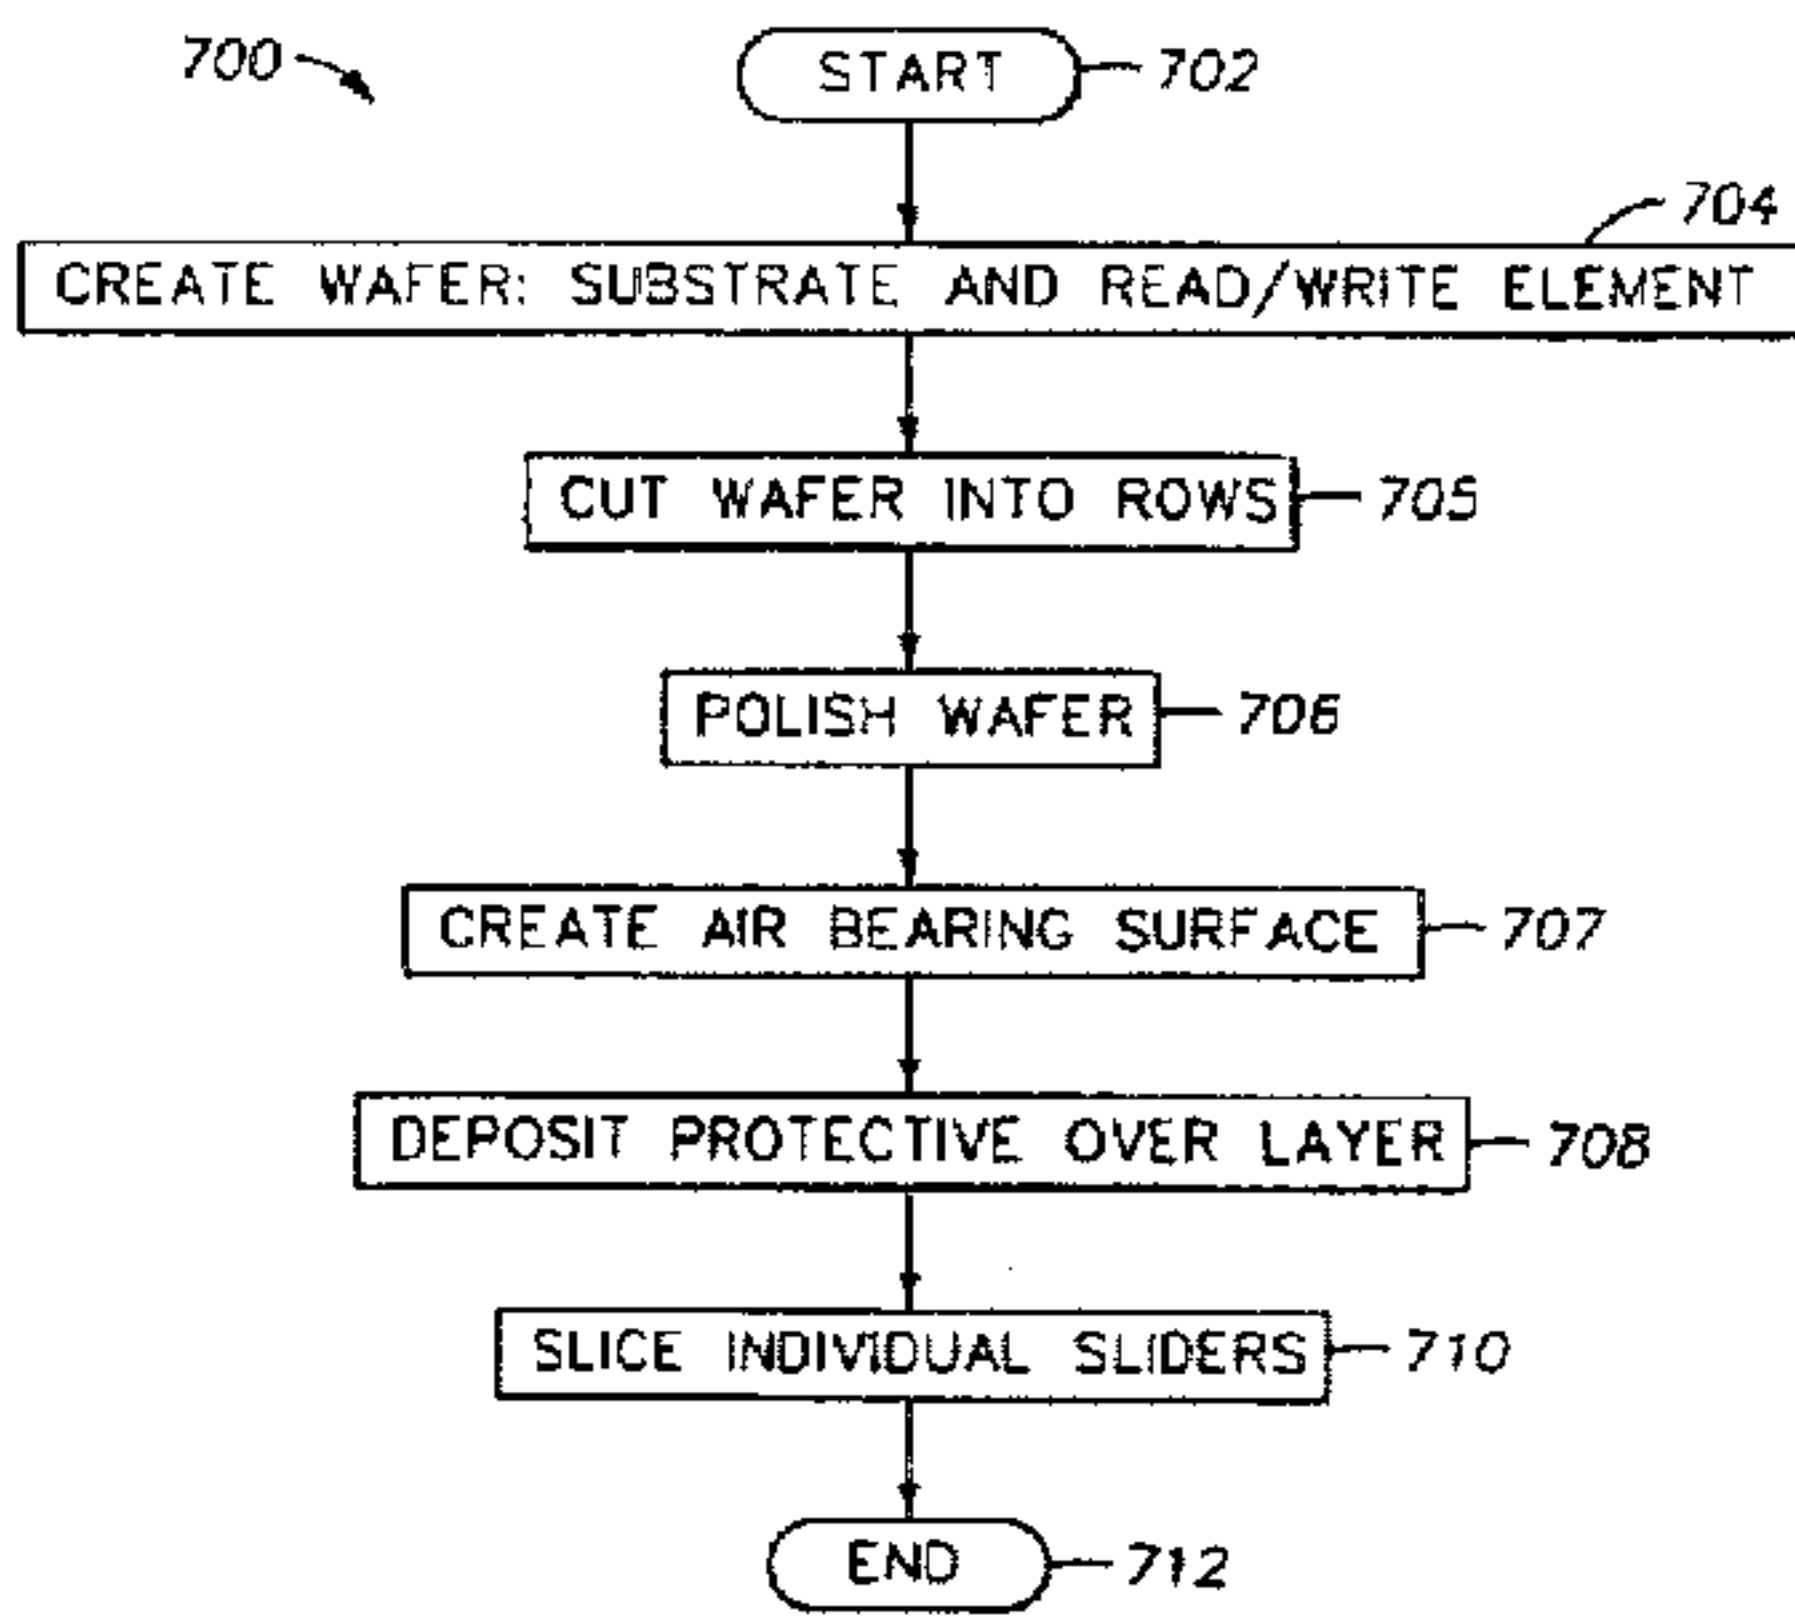 700
START 702
704
CREATE WAFER: SUBSTRATE AND READ/WRITE ELEMENT
CUT WAFER INTO ROWS 705
POLISH WAFER 706
CREATE AIR BEARING SURFACE 707
DEPOSIT PROTECTIVE OVER LAYER 708
SLICE INDIVIDUAL SLIDERS 710
END 712